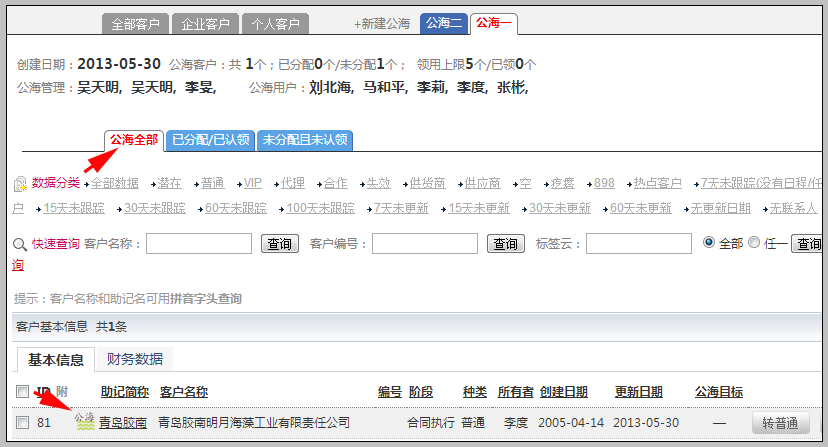 全部客户 企业客户 个人客户 +新建公海 公海二 公海一
创建日期：2013-05-30 公海客户：共 1个；已分配0个/未分配1个； 领用上限5个/已领0个
公海管理：吴天明, 吴天明, 李旻, 公海用户：刘北海, 马和平, 李莉, 李度, 张彬,
公海全部 已分配/已认领 未分配且未认领
数据分类 全部数据 潜在 普通 VIP 代理 合作 失效 供货商 供应商 空 疙瘩 898 热点客户 7天未跟踪(没有日程/任
户 15天未跟踪 30天未跟踪 60天未跟踪 100天未跟踪 7天未更新 15天未更新 30天未更新 60天未更新 无更新日期 无联系人
快速查询 客户名称： 查询 客户编号： 查询 标签云： 全部 任一 查询
询
提示：客户名称和助记名可用拼音字头查询
客户基本信息 共1条
基本信息 财务数据
ID 附 助记简称 客户名称 编号 阶段 种类 所有者 创建日期 更新日期 公海目标
81 公海 青岛胶南 青岛胶南明月海藻工业有限责任公司 合同执行 普通 李度 2005-04-14 2013-05-30 — 转普通